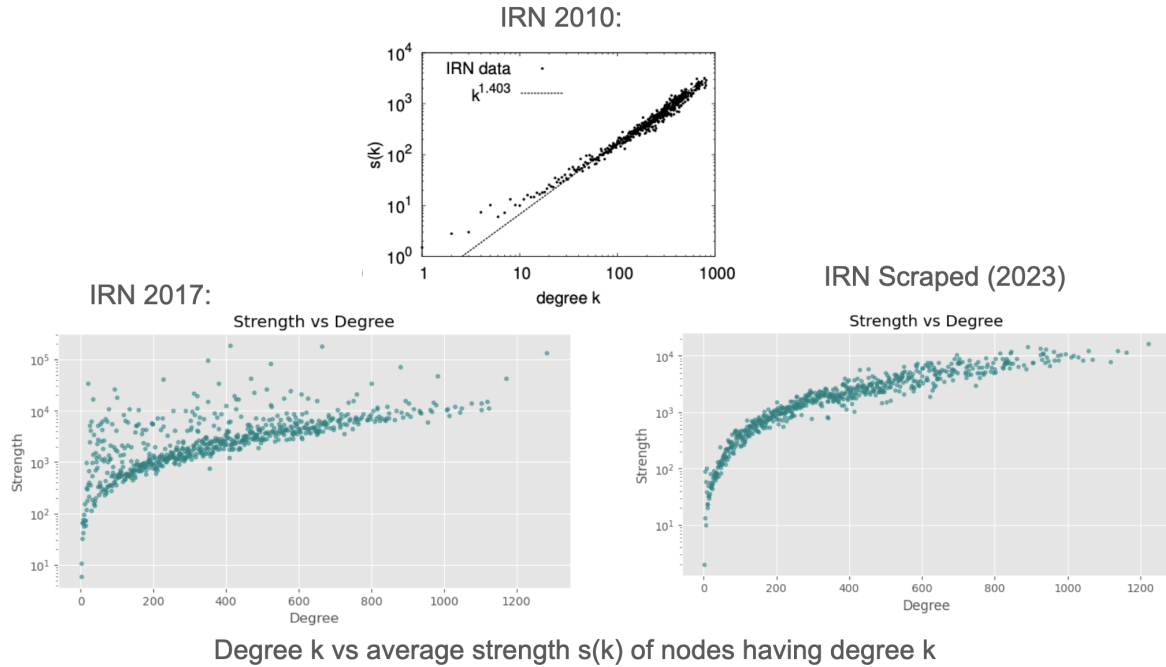 IRN 2010:
10^4
10^3
10^2
10^1
10^0
s(k)
IRN data
k^1.403
1
10
100
1000
degree k
IRN 2017:
Strength vs Degree
10^5
10^4
10^3
10^2
10^1
Strength
0
200
400
600
800
1000
1200
Degree
IRN Scraped (2023)
Strength vs Degree
10^4
10^3
10^2
10^1
Strength
0
200
400
600
800
1000
1200
Degree
Degree k vs average strength s(k) of nodes having degree k